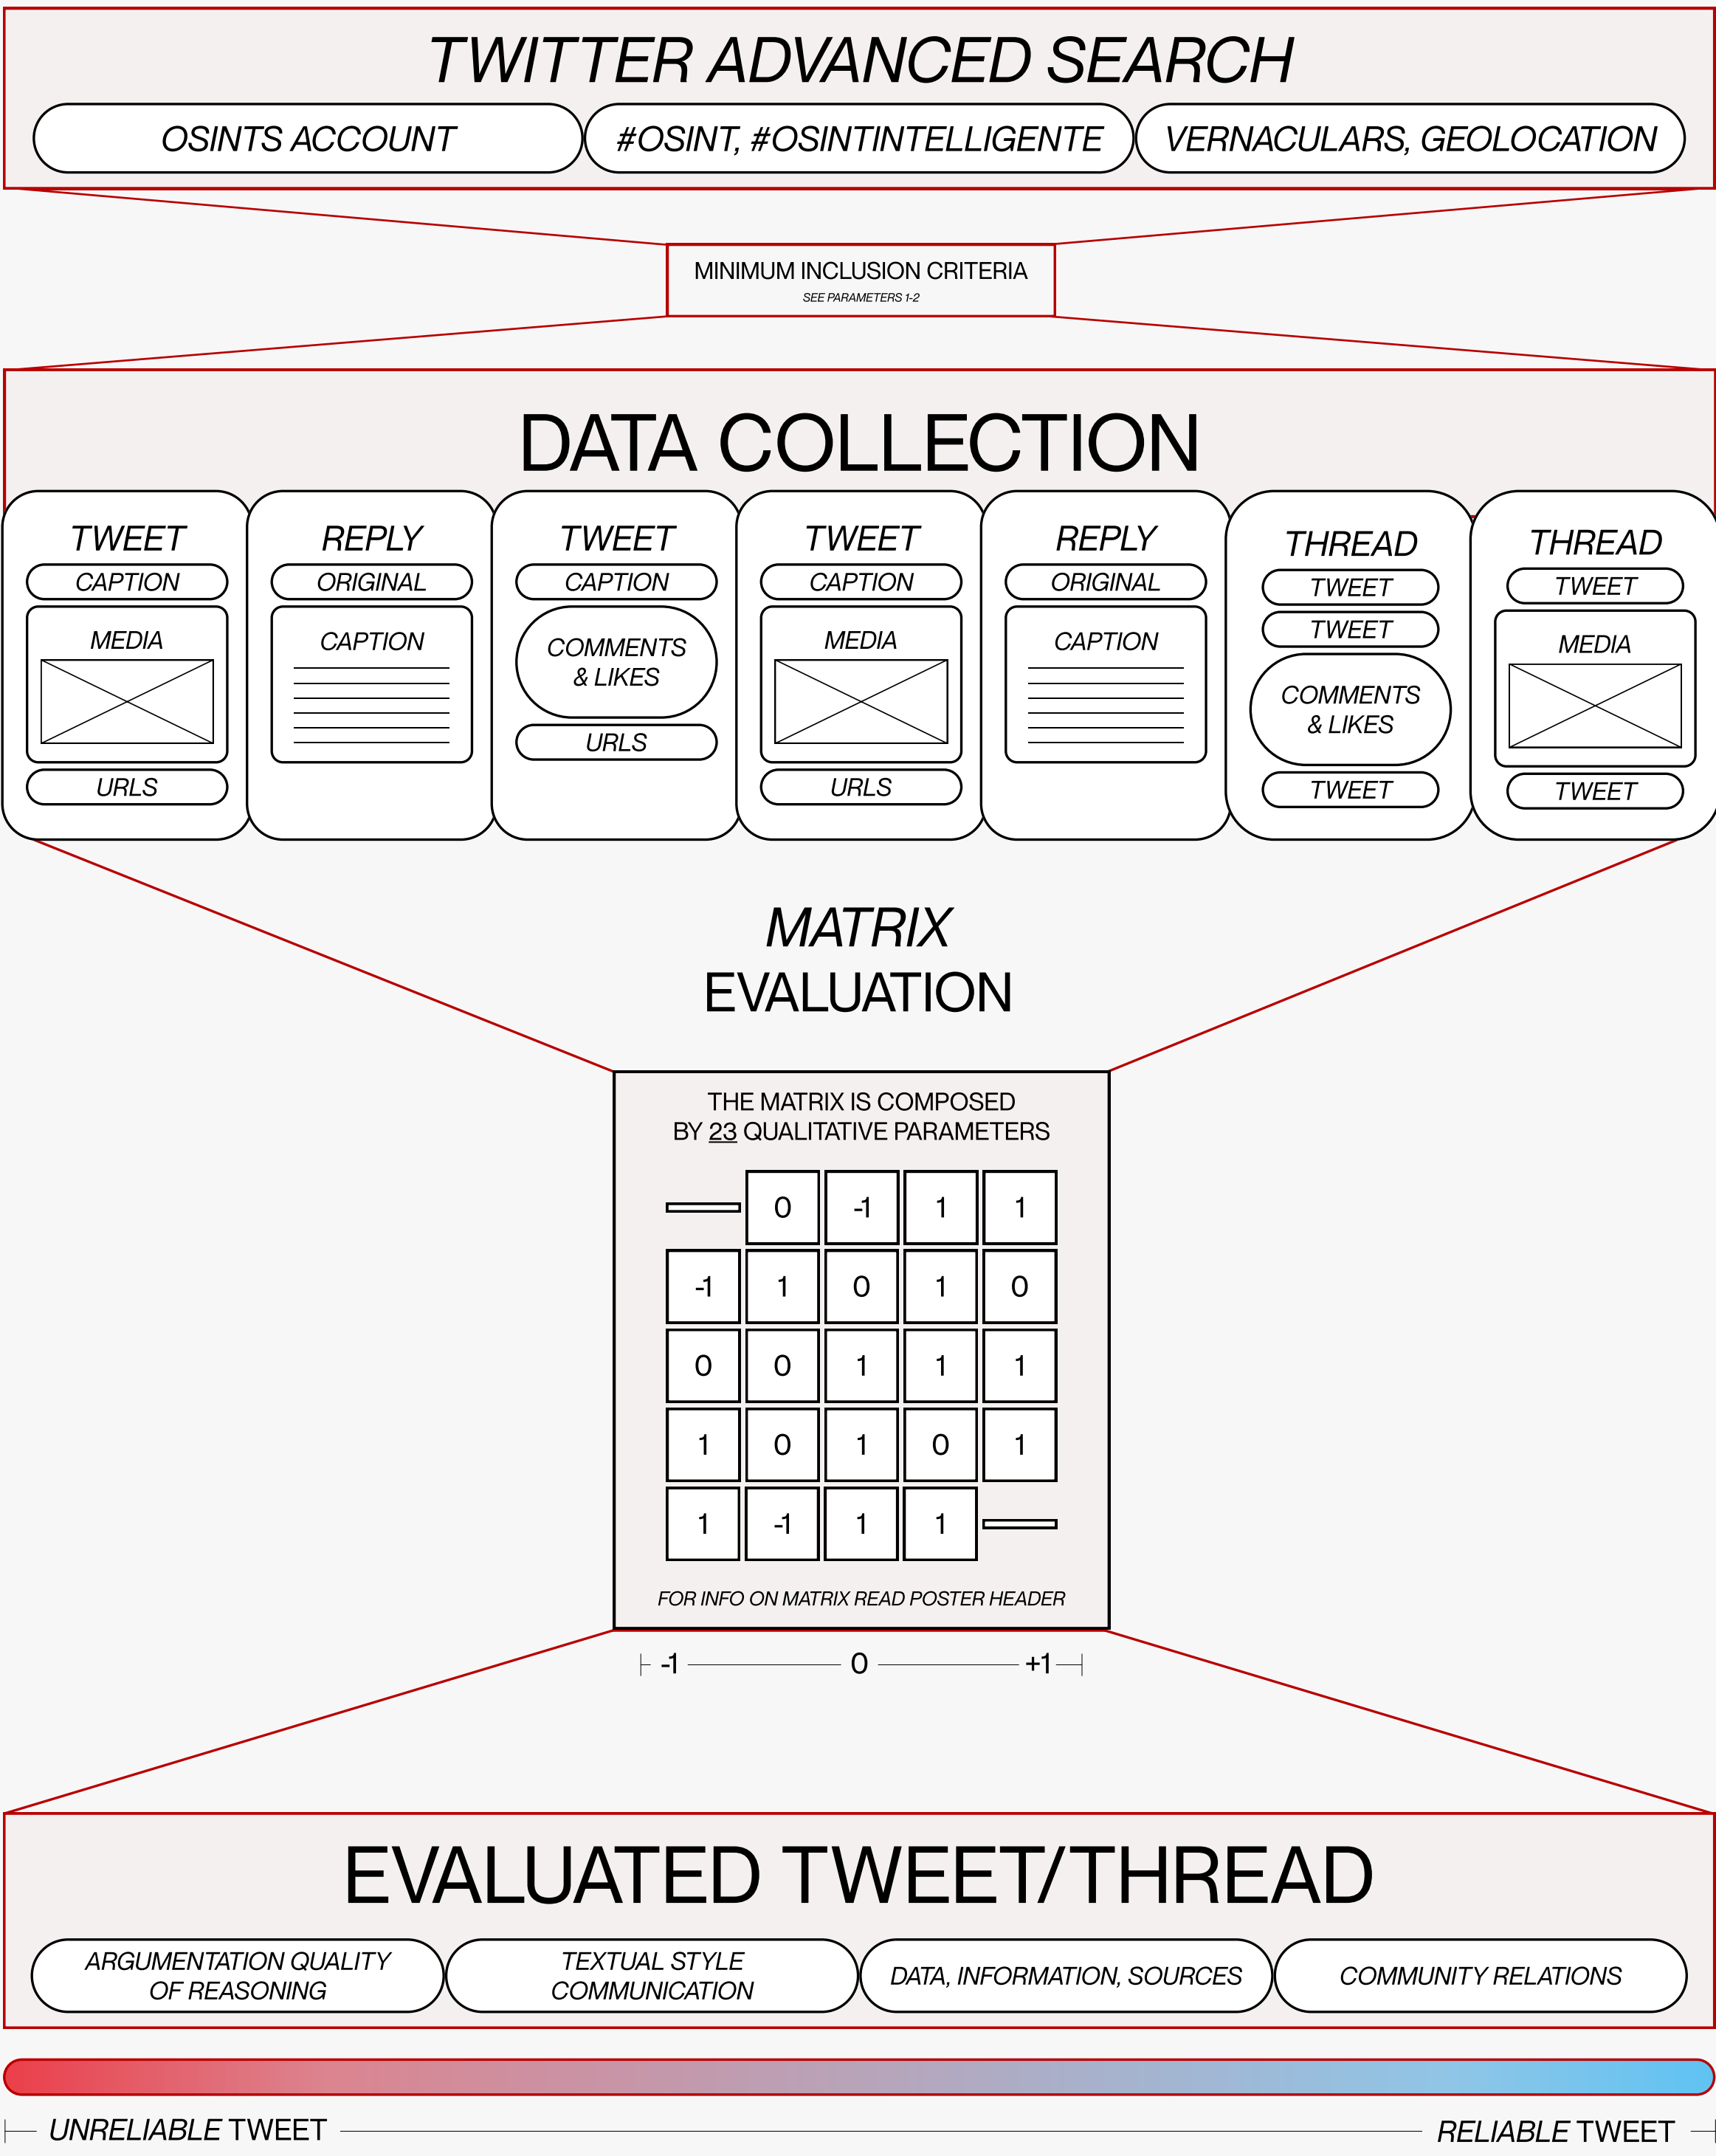 TWITTER ADVANCED SEARCH
OSINTS ACCOUNT
#OSINT, #OSINTINTELLIGENTE
VERNACULARS, GEOLOCATION
MINIMUM INCLUSION CRITERIA
SEE PARAMETERS 1-2
DATA COLLECTION
TWEET
CAPTION
MEDIA
URLS
REPLY
ORIGINAL
CAPTION
TWEET
CAPTION
COMMENTS
& LIKES
URLS
TWEET
CAPTION
MEDIA
URLS
REPLY
ORIGINAL
CAPTION
THREAD
TWEET
TWEET
COMMENTS
& LIKES
TWEET
THREAD
TWEET
MEDIA
TWEET
MATRIX
EVALUATION
THE MATRIX IS COMPOSED
BY 23 QUALITATIVE PARAMETERS
0 -1 1 1
-1 1 0 1 0
0 0 1 1 1
1 0 1 0 1
1 -1 1 1
FOR INFO ON MATRIX READ POSTER HEADER
-1 0 +1
EVALUATED TWEET/THREAD
ARGUMENTATION QUALITY
OF REASONING
TEXTUAL STYLE
COMMUNICATION
DATA, INFORMATION, SOURCES
COMMUNITY RELATIONS
UNRELIABLE TWEET
RELIABLE TWEET